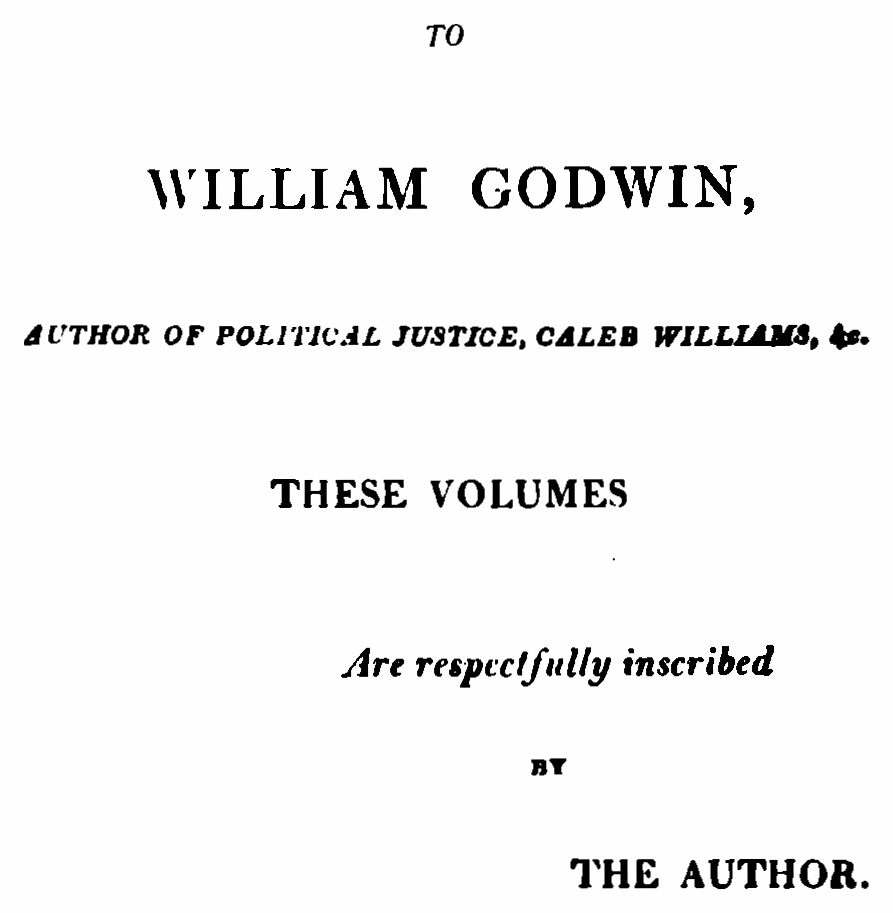 TO
WILLIAM GODWIN,
AUTHOR OF POLITICAL JUSTICE, CALEB WILLIAMS, &c.
THESE VOLUMES
Are respectfully inscribed
BY
THE AUTHOR.